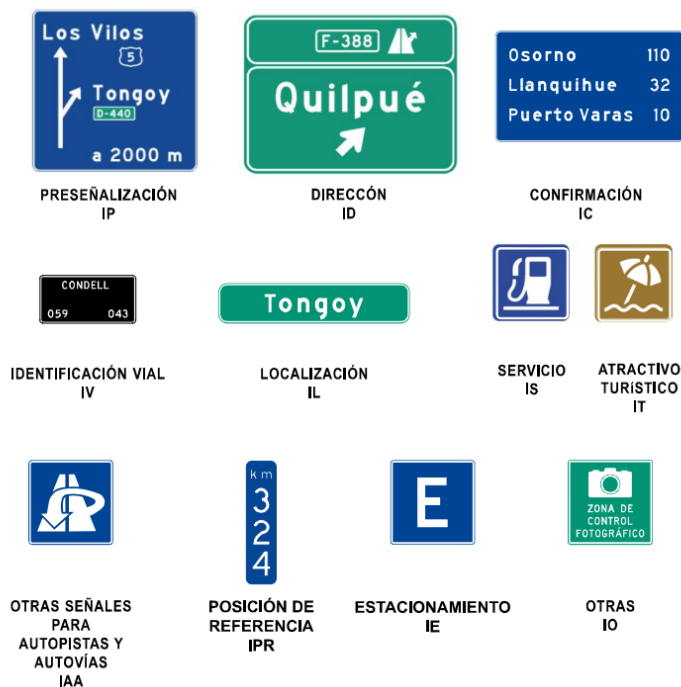 Los Vilos
5
Tongoy
D-440
a 2000 m
PRESEÑALIZACIÓN
IP
F-388
Quilpué
DIRECCÓN
ID
Osorno 110
Llanquihue 32
Puerto Varas 10
CONFIRMACIÓN
IC
CONDELL
059 043
IDENTIFICACIÓN VIAL
IV
Tongoy
LOCALIZACIÓN
IL
SERVICIO
IS
ATRACTIVO
TURÍSTICO
IT
OTRAS SEÑALES
PARA
AUTOPISTAS Y
AUTOVÍAS
IAA
km
3
2
4
POSICIÓN DE
REFERENCIA
IPR
E
ESTACIONAMIENTO
IE
ZONA DE
CONTROL
FOTOGRÁFICO
OTRAS
IO